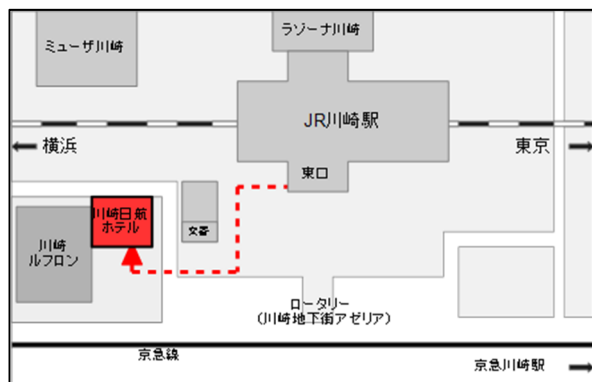 ラゾーナ川崎
ミューザ川崎
JR川崎駅
横浜
東京
東口
川崎日航
ホテル
交番
川崎
ルフロン
ロータリー
(川崎地下街アゼリア)
京急線
京急川崎駅